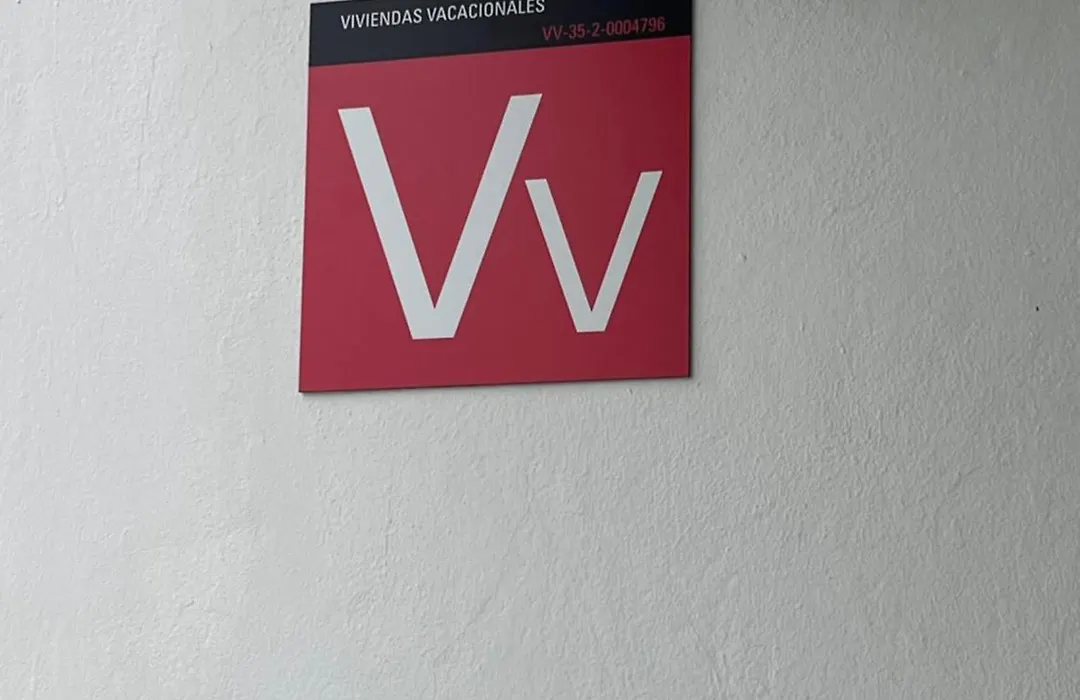 VIVIENDAS VACACIONALES
VV-35-2-0004796
Vv